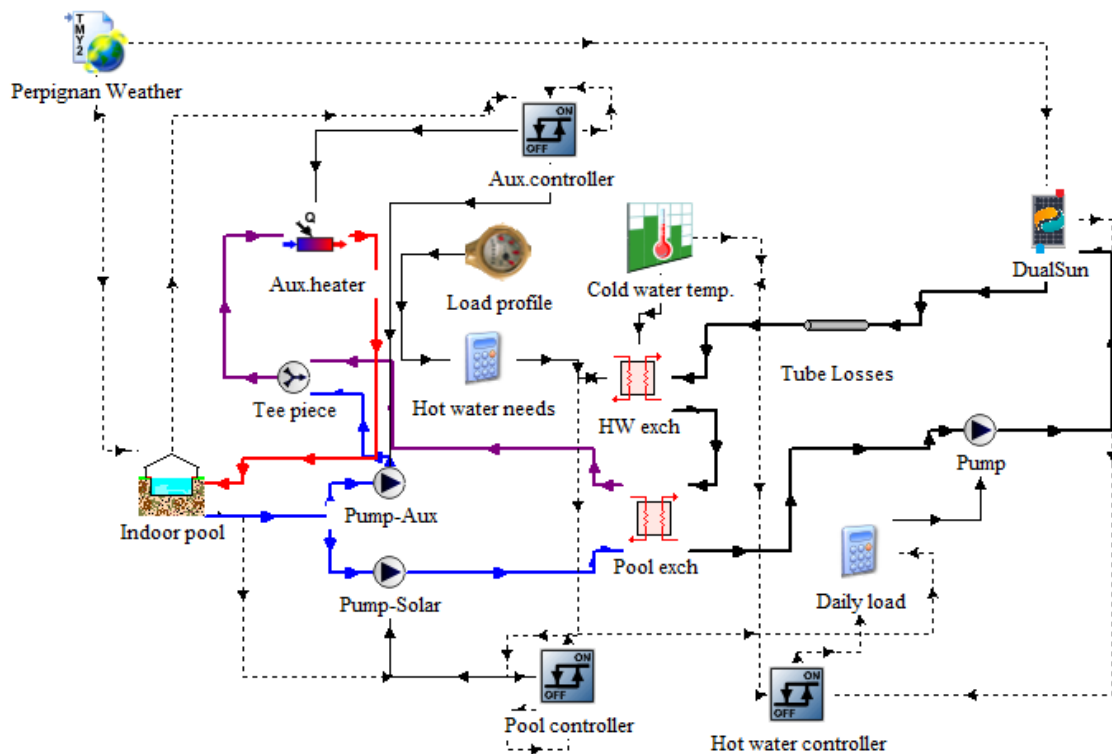 TMY2
Perpignan Weather
ON
OFF
Aux.controller
Q
Aux.heater
Load profile
Cold water temp.
DualSun
Tube Losses
Tee piece
Hot water needs
HW exch
Pump
Indoor pool
Pump-Aux
Pool exch
Pump-Solar
Daily load
ON
OFF
Pool controller
ON
OFF
Hot water controller